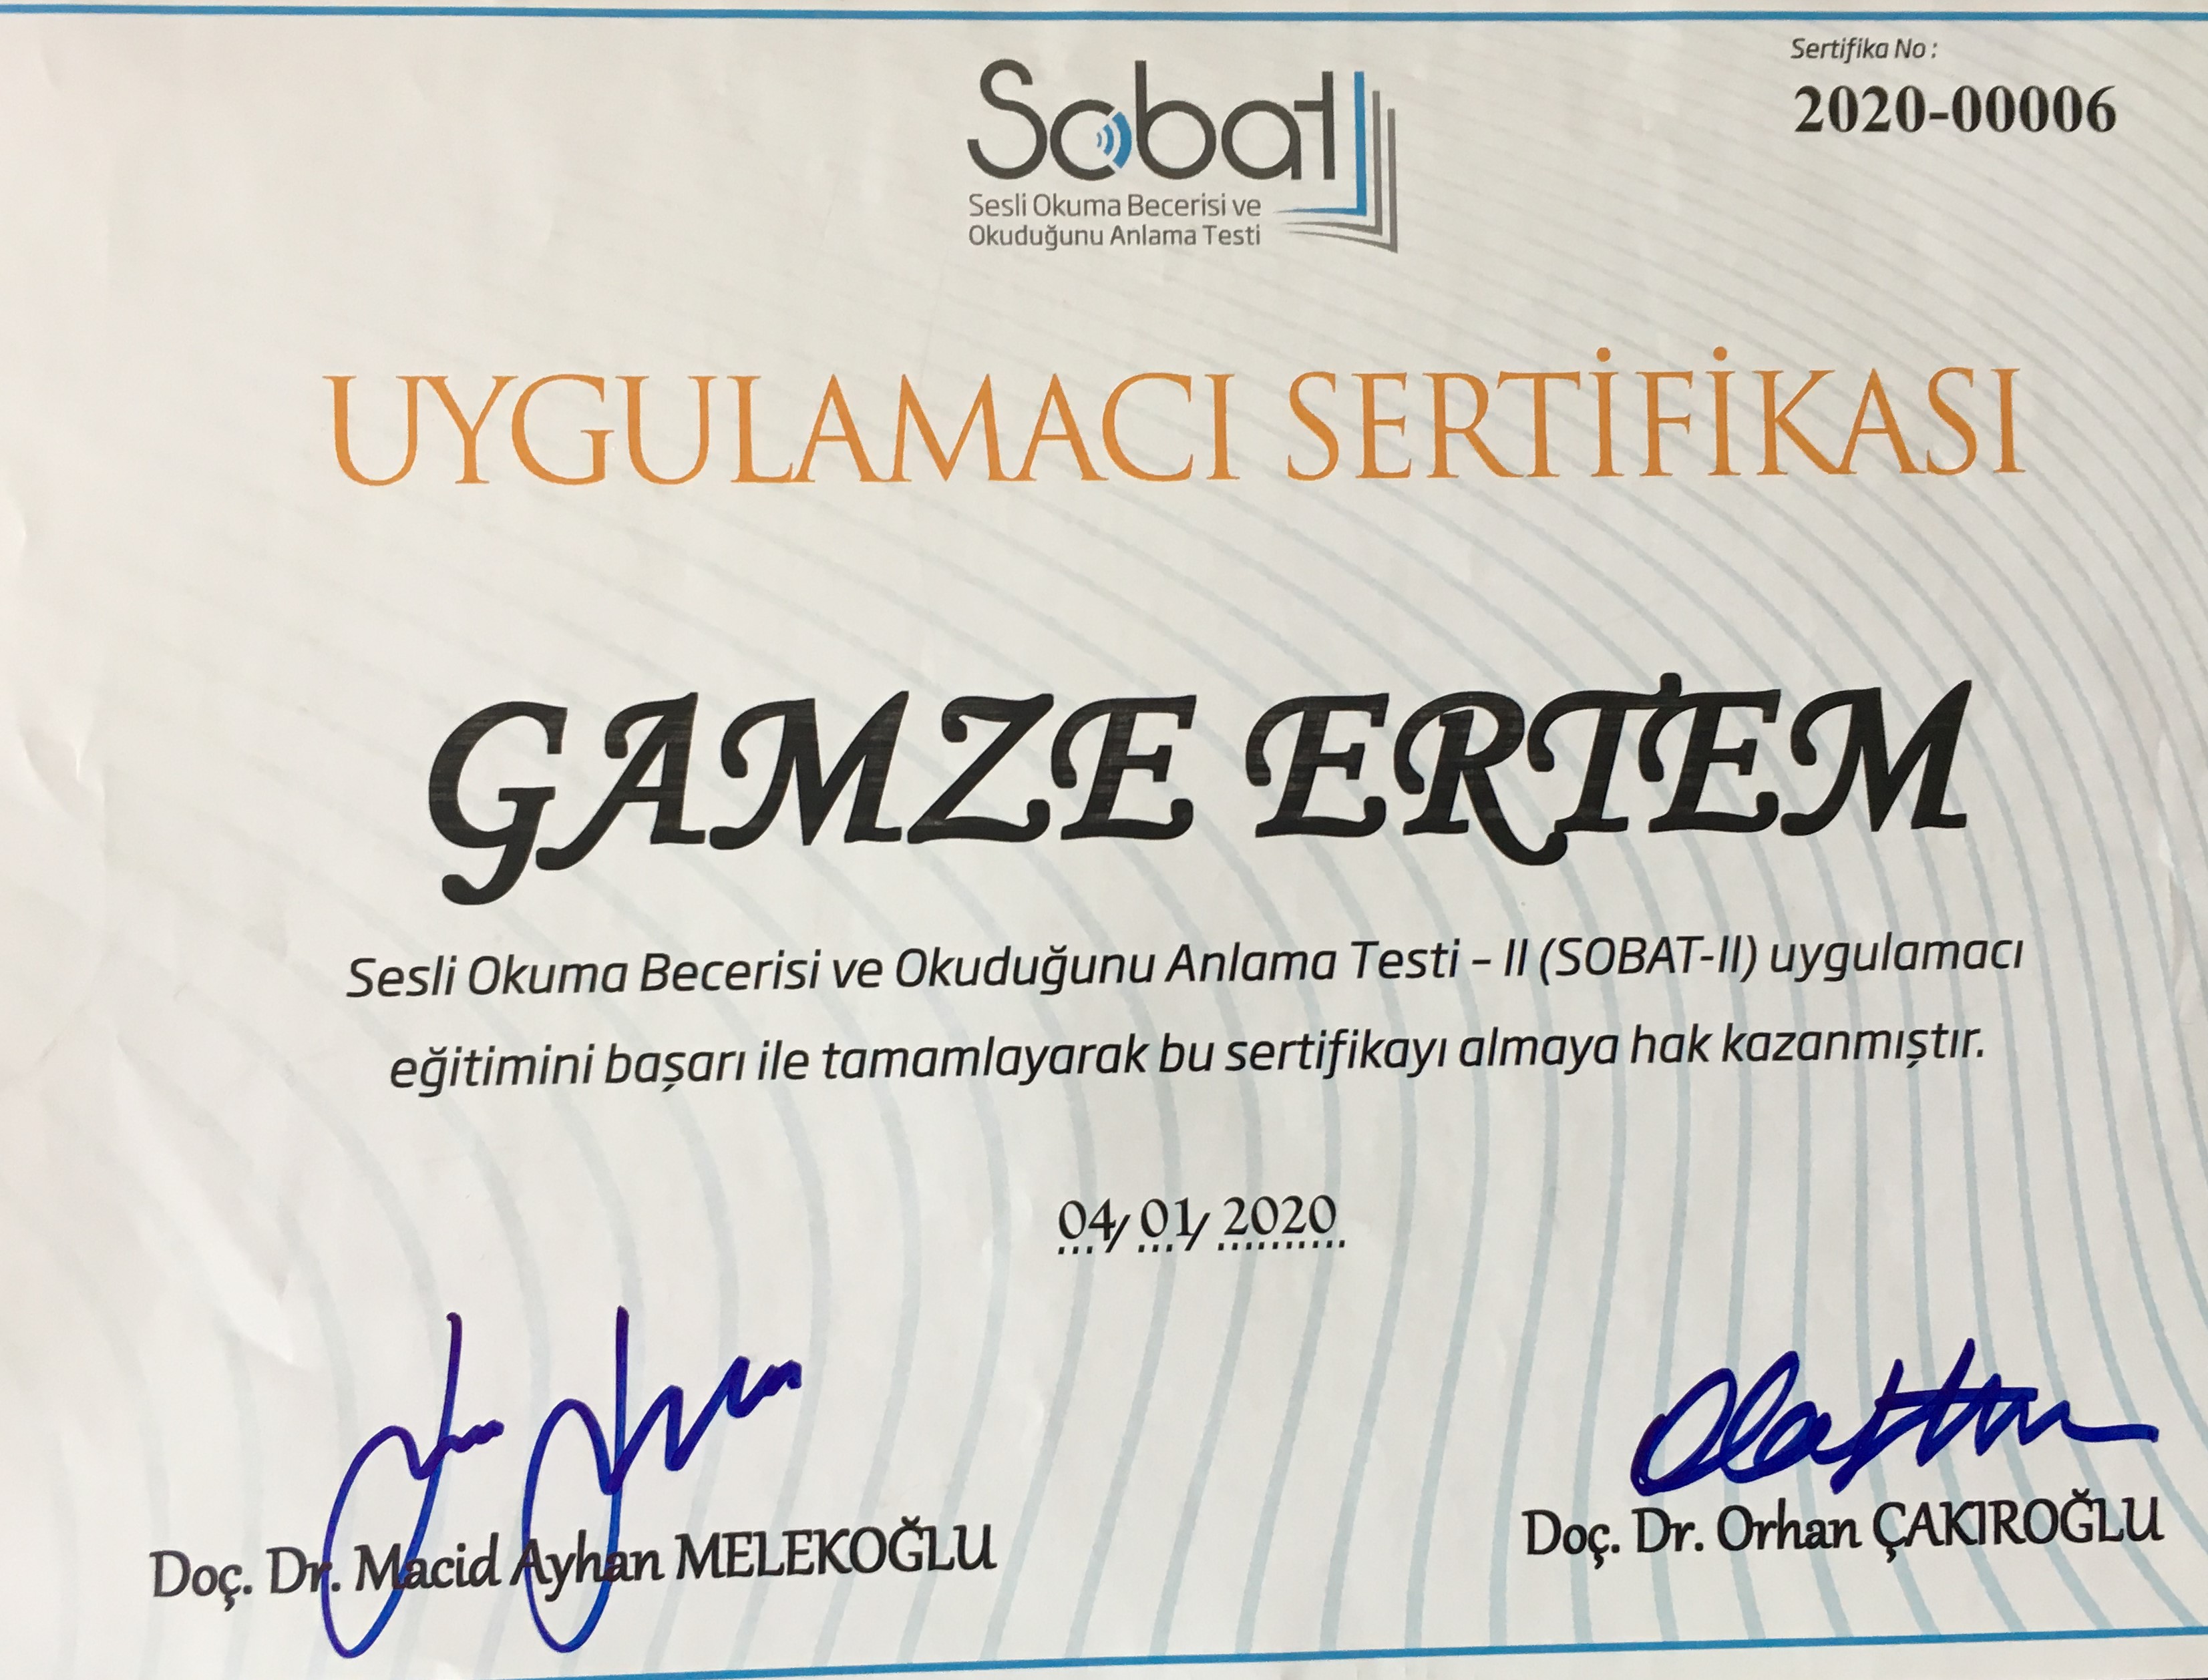 Sertifika No :
2020-00006
Sobat
Sesli Okuma Becerisi ve
Okuduğunu Anlama Testi
UYGULAMACI SERTİFİKASI
GAMZE ERTEM
Sesli Okuma Becerisi ve Okuduğunu Anlama Testi – II (SOBAT-II) uygulamacı
eğitimini başarı ile tamamlayarak bu sertifikayı almaya hak kazanmıştır.
04/ 01/ 2020
Doç. Dr. Macid Ayhan MELEKOĞLU
Doç. Dr. Orhan ÇAKIROĞLU